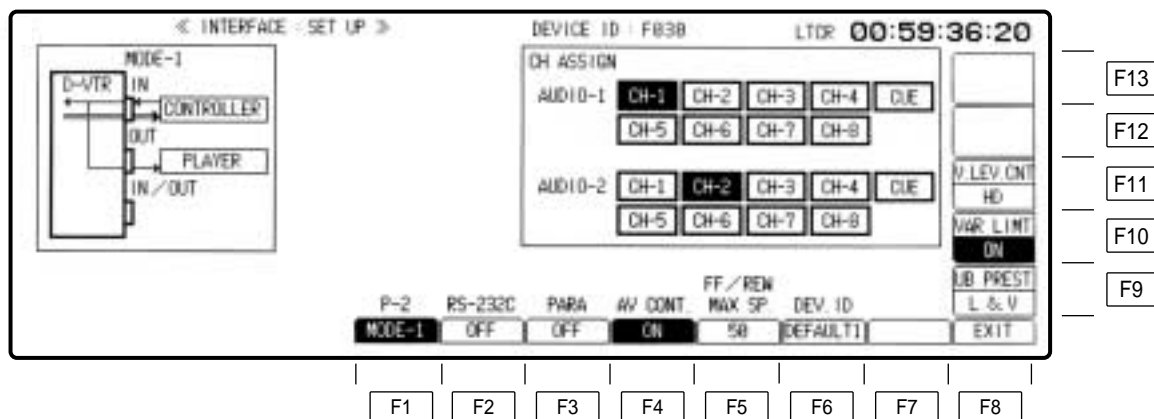 ≪ INTERFACE : SET UP ≫ DEVICE ID : F030 LTCR 00:59:36:20
MODE-1
D-VTR IN
CONTROLLER
OUT
PLAYER
IN/OUT
CH ASSIGN
AUDIO-1 CH-1 CH-2 CH-3 CH-4 CUE
CH-5 CH-6 CH-7 CH-8
AUDIO-2 CH-1 CH-2 CH-3 CH-4 CUE
CH-5 CH-6 CH-7 CH-8
V.LEV.CNT
HD
VAR LIMT
ON
UB PREST
L & V
EXIT
F13
F12
F11
F10
F9
P-2 RS-232C PARA AV CONT. FF/REW MAX SP. DEV. ID
MODE-1 OFF OFF ON 50 DEFAULT1
F1 F2 F3 F4 F5 F6 F7 F8